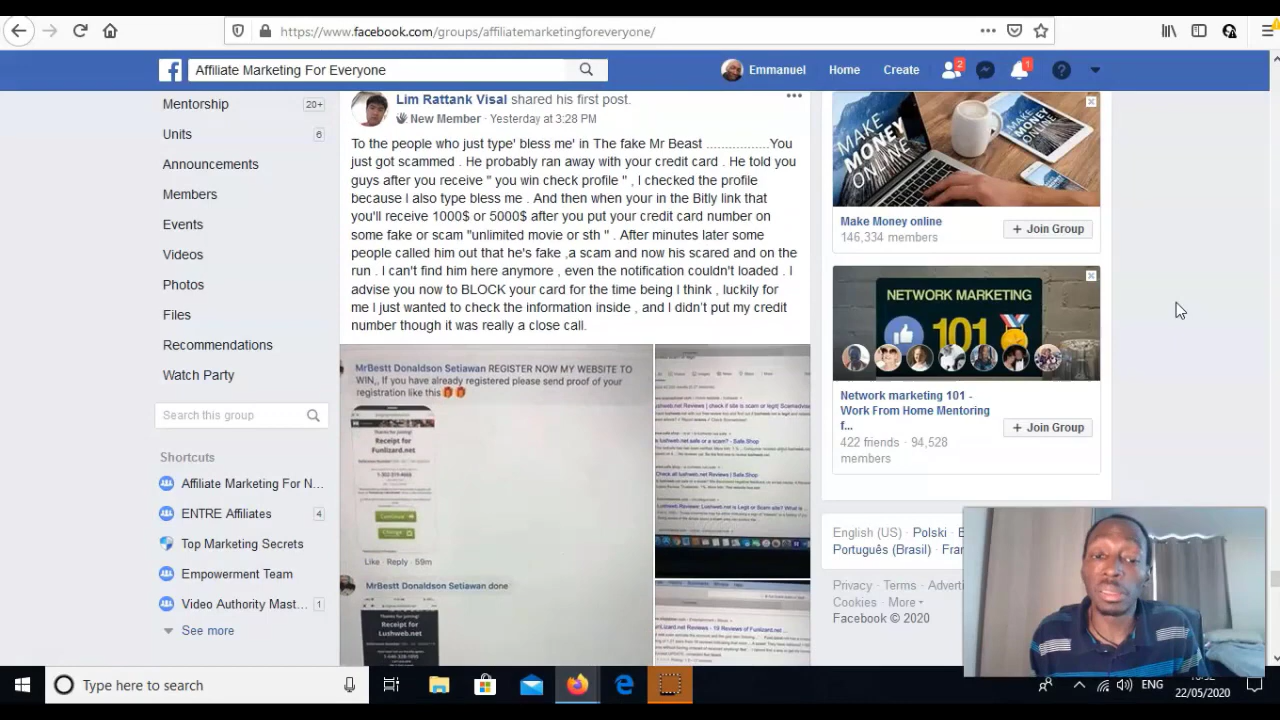 https://www.facebook.com/groups/affiliatemarketingforeveryone/
Affiliate Marketing For Everyone
Emmanuel
Home
Create
2
1
Mentorship
20+
Units
6
Announcements
Members
Events
Videos
Photos
Files
Recommendations
Watch Party
Search this group
Shortcuts
Affiliate Marketing For N...
ENTRE Affiliates
4
Top Marketing Secrets
Empowerment Team
Video Authority Mast...
1
See more
Lim Rattank Visal shared his first post.
New Member · Yesterday at 3:28 PM
To the people who just type' bless me' in The fake Mr Beast ..................You
just got scammed . He probably ran away with your credit card . He told you
guys after you receive " you win check profile " , I checked the profile
because I also type bless me . And then when your in the Bitly link that
you'll receive 1000$ or 5000$ after you put your credit card number on
some fake or scam "unlimited movie or sth " . After minutes later some
people called him out that he's fake ,a scam and now his scared and on the
run . I can't find him here anymore , even the notification couldn't loaded . I
advise you now to BLOCK your card for the time being I think , luckily for
me I just wanted to check the information inside , and I didn't put my credit
number though it was really a close call.
MrBestt Donaldson Setiawan REGISTER NOW MY WEBSITE TO
WIN,, If you have already registered please send proof of your
registration like this
Thanks for joining!
Receipt for
Funlizard.net
Continue
Like · Reply · 59m
MrBestt Donaldson Setiawan done
Receipt for
Lushweb.net
MAKE
MONEY
ONLINE
Make Money online
146,334 members
+ Join Group
NETWORK MARKETING
101
Network marketing 101 -
Work From Home Mentoring
f...
422 friends · 94,528
members
+ Join Group
English (US) · Polski ·
Português (Brasil) ·
Privacy · Terms ·
Cookies · More
Facebook © 2020
Type here to search
ENG
22/05/2020